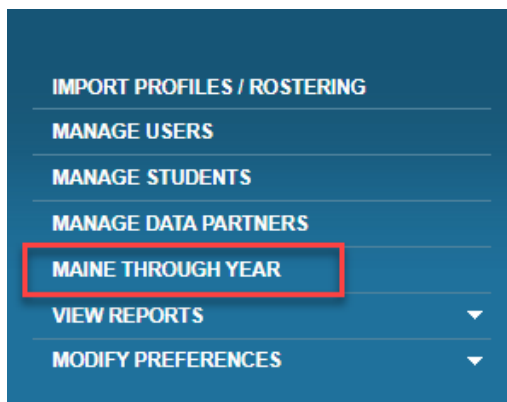 IMPORT PROFILES / ROSTERING
MANAGE USERS
MANAGE STUDENTS
MANAGE DATA PARTNERS
MAINE THROUGH YEAR
VIEW REPORTS
MODIFY PREFERENCES